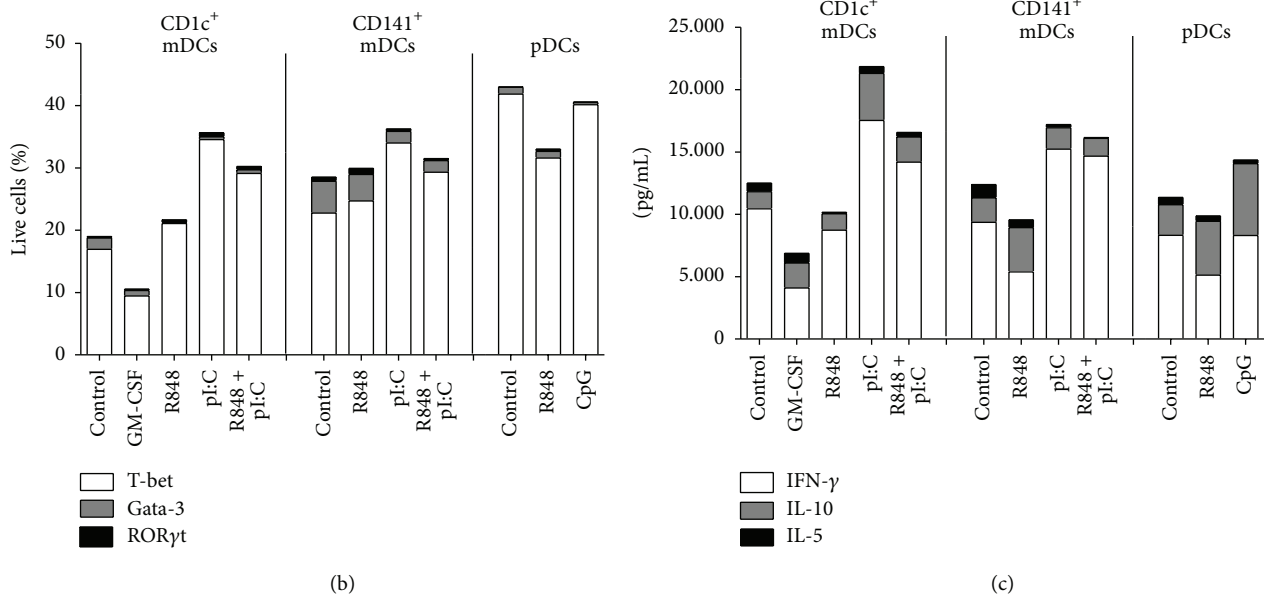 CD1c+
mDCs
CD141+
mDCs
pDCs
50
40
30
20
10
0
Live cells (%)
Control
GM-CSF
R848
pI:C
R848 +
pI:C
Control
R848
pI:C
R848 +
pI:C
Control
R848
CpG
T-bet
Gata-3
RORγt
(b)
CD1c+
mDCs
CD141+
mDCs
pDCs
25.000
20.000
15.000
10.000
5.000
0
(pg/mL)
Control
GM-CSF
R848
pI:C
R848 +
pI:C
Control
R848
pI:C
R848 +
pI:C
Control
R848
CpG
IFN-γ
IL-10
IL-5
(c)